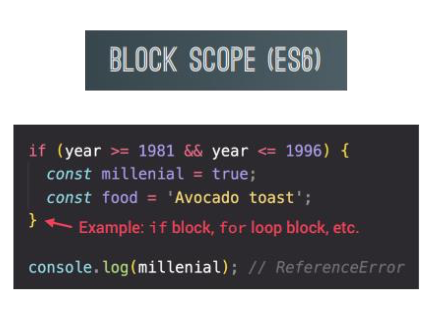 BLOCK SCOPE (ES6)
if (year >= 1981 && year <= 1996) {
const millenial = true;
const food = 'Avocado toast';
} Example: if block, for loop block, etc.
console.log(millenial); // ReferenceError